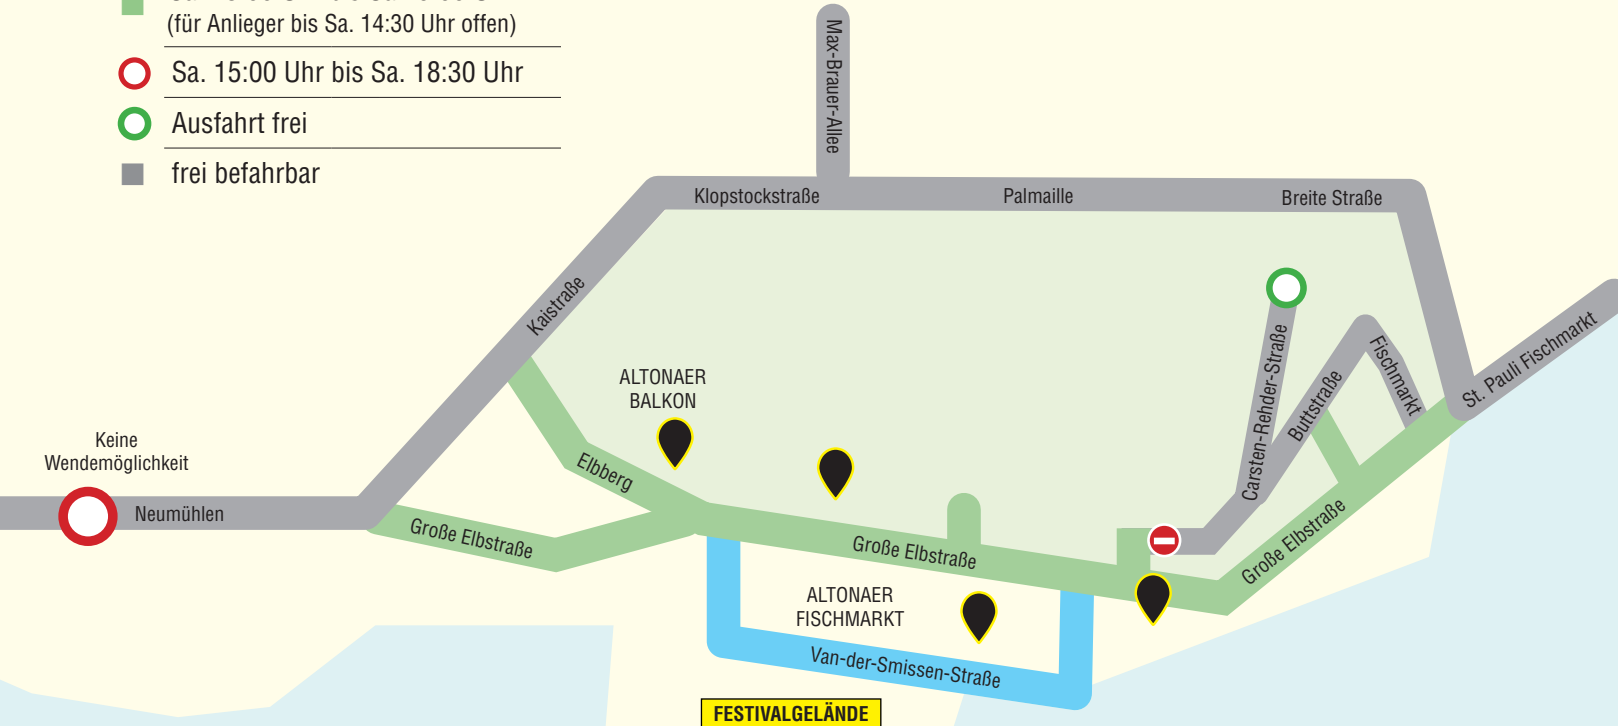 (für Anlieger bis Sa. 14:30 Uhr offen)
Sa. 15:00 Uhr bis Sa. 18:30 Uhr
Ausfahrt frei
frei befahrbar
Max-Brauer-Allee
Klopstockstraße
Palmaille
Breite Straße
Kaistraße
ALTONAER
BALKON
Carsten-Rehder-Straße
Buttstraße
Fischmarkt
St. Pauli Fischmarkt
Keine
Wendemöglichkeit
Neumühlen
Elbberg
Große Elbstraße
Große Elbstraße
Große Elbstraße
ALTONAER
FISCHMARKT
Van-der-Smissen-Straße
FESTIVALGELÄNDE